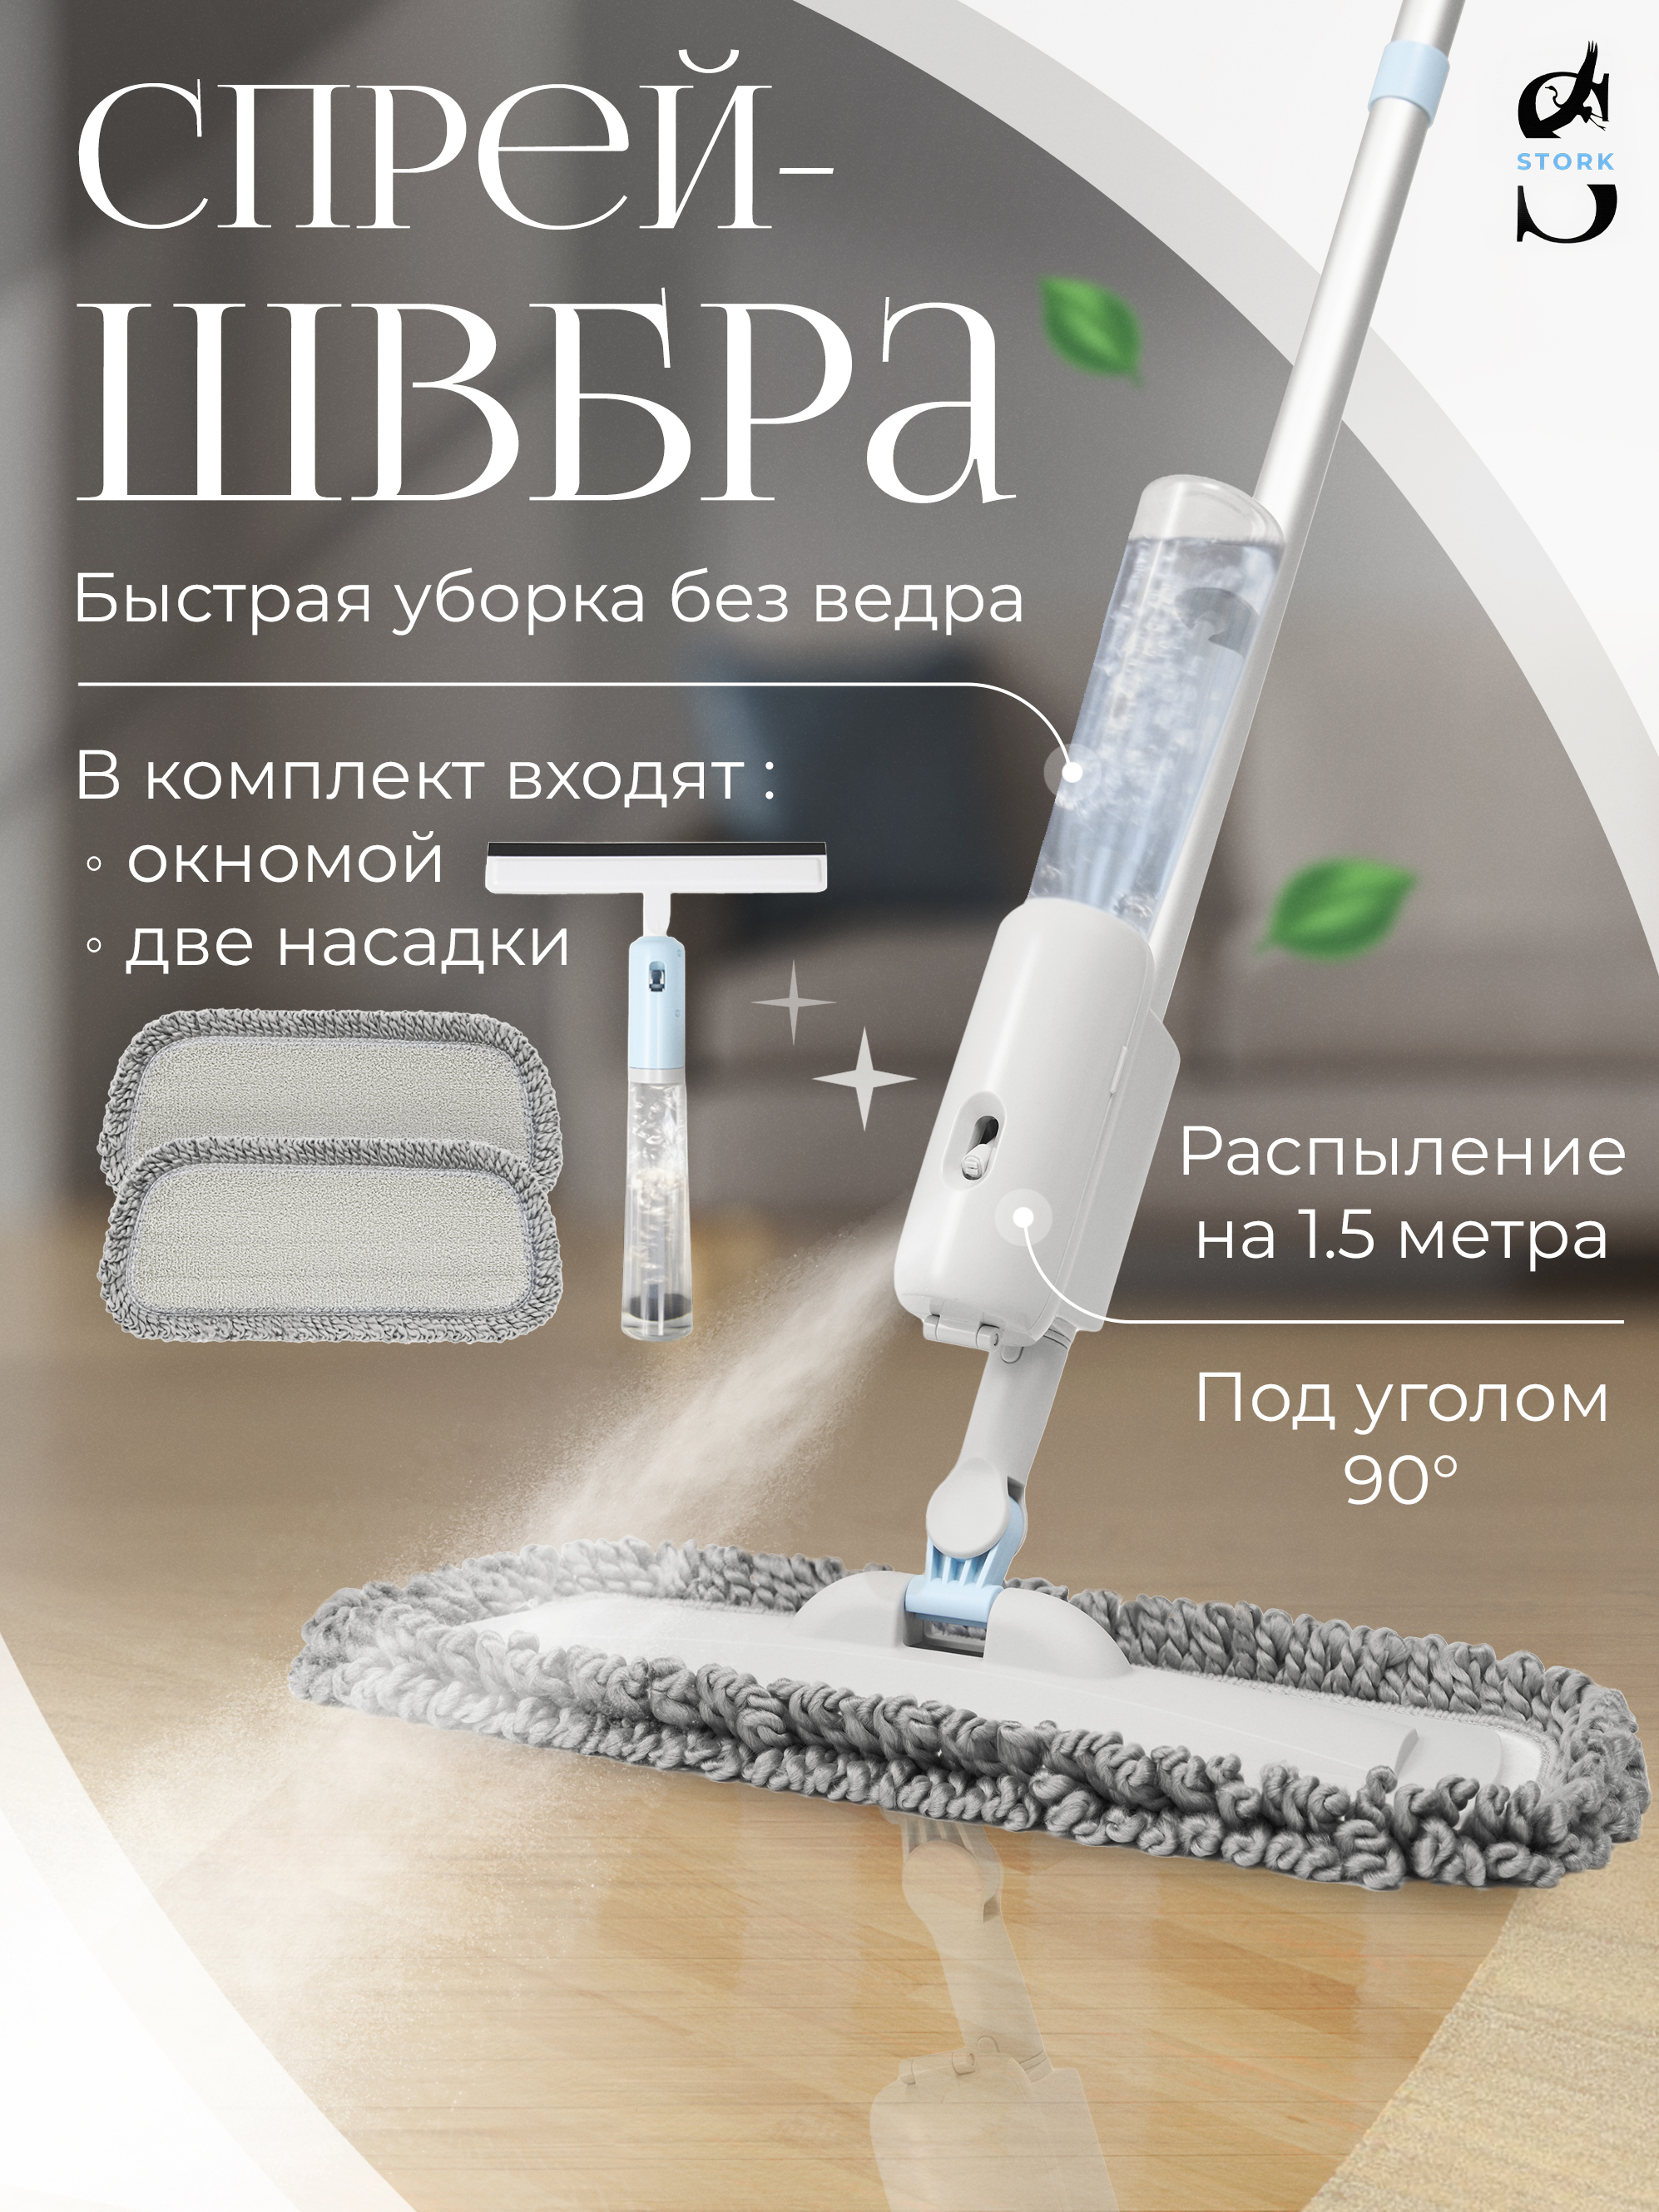 СПРЕЙ-
ШВБРА
STORK
Быстрая уборка без ведра
В комплект входят :
◦ окномой
◦ две насадки
Распыление
на 1.5 метра
Под уголом
90°